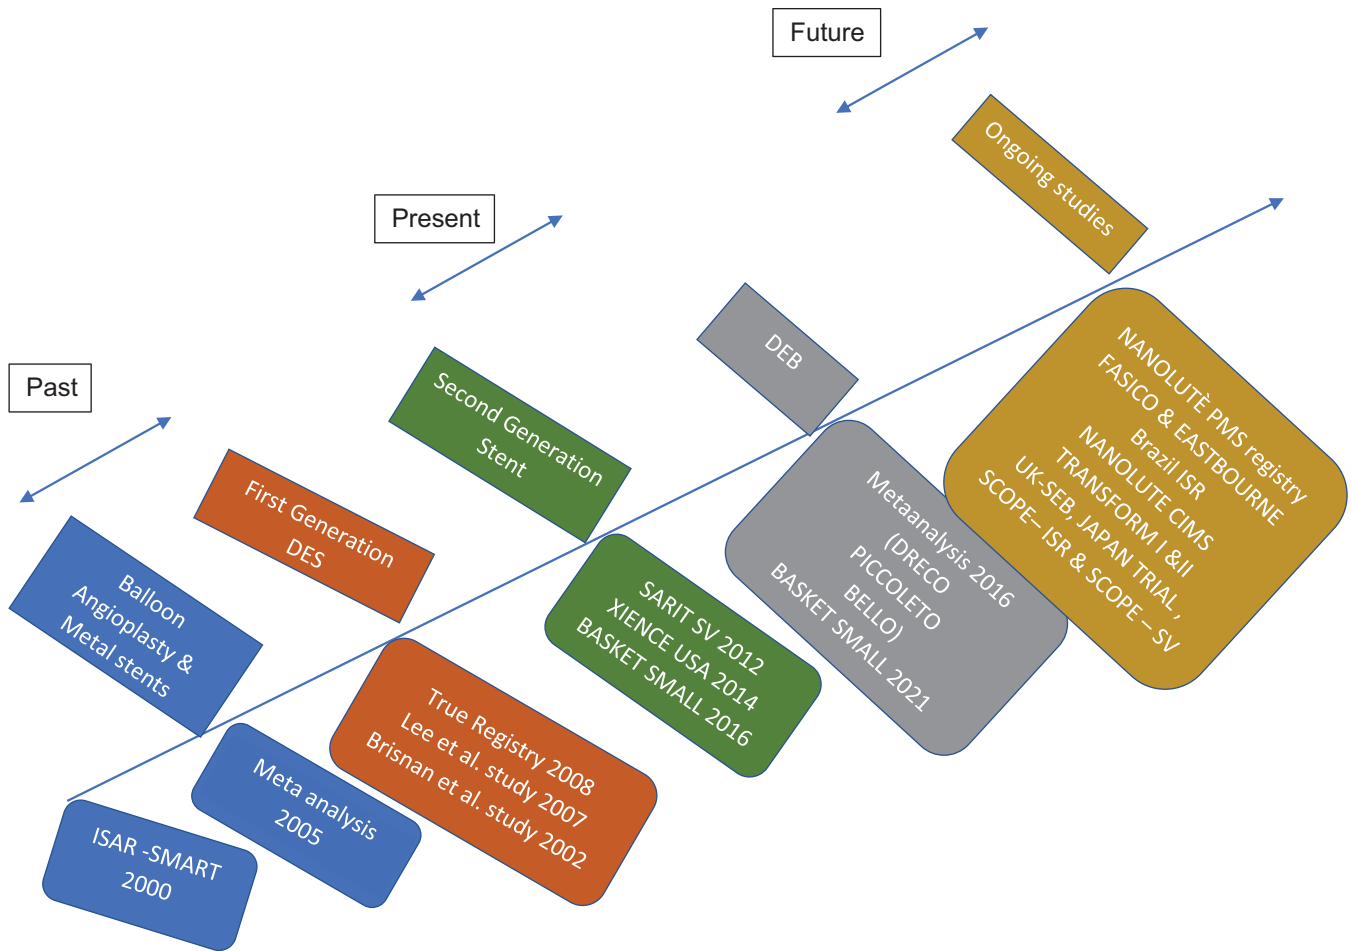 Future
Ongoing studies
Present
DEB
Past
Second Generation
Stent
First Generation
DES
Balloon
Angioplasty &
Metal stents
NANOLUTÈ PMS registry
FASICO & EASTBOURNE
Brazil ISR
NANOLUTE CIMS
TRANSFORM I &II
UK-SEB, JAPAN TRIAL,
SCOPE– ISR & SCOPE – SV
Metaanalysis 2016
(DRECO
PICCOLETO
BELLO)
BASKET SMALL 2021
SARIT SV 2012
XIENCE USA 2014
BASKET SMALL 2016
True Registry 2008
Lee et al. study 2007
Brisnan et al. study 2002
Meta analysis
2005
ISAR -SMART
2000